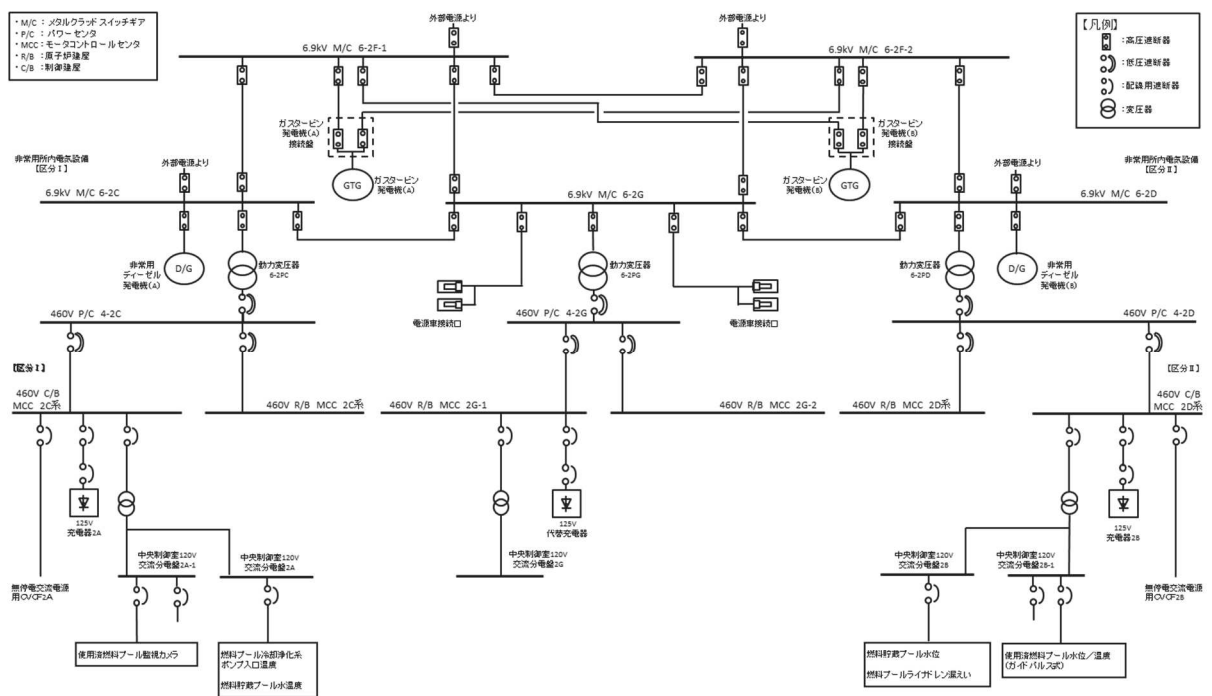 ・M/C ：メタルクラッド スイッチギア
・P/C ：パワーセンタ
・MCC：モータコントロールセンタ
・R/B ：原子炉建屋
・C/B ：制御建屋
外部電源より
外部電源より
【凡例】
：高圧遮断器
：低圧遮断器
：配線用遮断器
：変圧器
6.9kV M/C 6-2F-1
6.9kV M/C 6-2F-2
ガスタービン
発電機(A)
接続盤
ガスタービン
発電機(B)
接続盤
GTG
ガスタービン
発電機(A)
ガスタービン
発電機(B)
GTG
非常用所内電気設備
【区分Ⅰ】
外部電源より
外部電源より
非常用所内電気設備
【区分Ⅱ】
6.9kV M/C 6-2C
6.9kV M/C 6-2G
6.9kV M/C 6-2D
D/G
非常用
ディーゼル
発電機(A)
動力変圧器
6-2PC
動力変圧器
6-2PG
動力変圧器
6-2PD
D/G
非常用
ディーゼル
発電機(B)
電源車接続口
電源車接続口
460V P/C 4-2C
460V P/C 4-2G
460V P/C 4-2D
【区分Ⅰ】
【区分Ⅱ】
460V C/B
MCC 2C系
460V R/B MCC 2C系
460V R/B MCC 2G-1
460V R/B MCC 2G-2
460V R/B MCC 2D系
460V C/B
MCC 2D系
125V
充電器2A
125V
代替充電器
125V
充電器2B
無停電交流電源
用CVCF2A
中央制御室120V
交流分電盤2A-1
中央制御室120V
交流分電盤2A
中央制御室120V
交流分電盤2G
中央制御室120V
交流分電盤2B
中央制御室120V
交流分電盤2B-1
無停電交流電源
用CVCF2B
使用済燃料プール監視カメラ
燃料プール冷却浄化系
ポンプ入口温度
燃料貯蔵プール水温度
燃料貯蔵プール水位
燃料プールライナドレン漏えい
使用済燃料プール水位／温度
(ガイドパルス式)